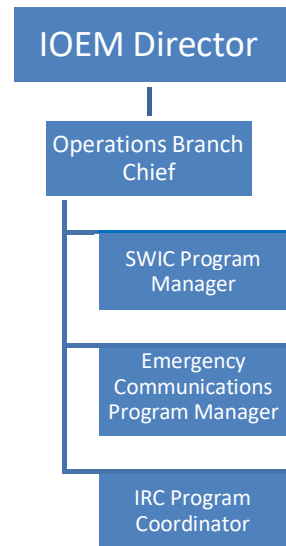 IOEM Director
Operations Branch
Chief
SWIC Program
Manager
Emergency
Communications
Program Manager
IRC Program
Coordinator